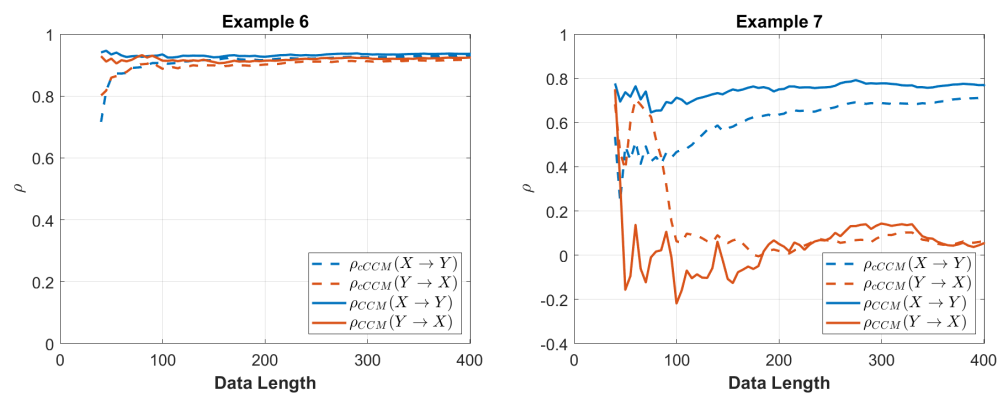 Example 6
1
0.8
0.6
0.4
0.2
0
ρ
0
100
200
300
400
Data Length
ρcCCM(X → Y)
ρcCCM(Y → X)
ρCCM(X → Y)
ρCCM(Y → X)
Example 7
1
0.8
0.6
0.4
0.2
0
-0.2
-0.4
ρ
0
100
200
300
400
Data Length
ρcCCM(X → Y)
ρcCCM(Y → X)
ρCCM(X → Y)
ρCCM(Y → X)